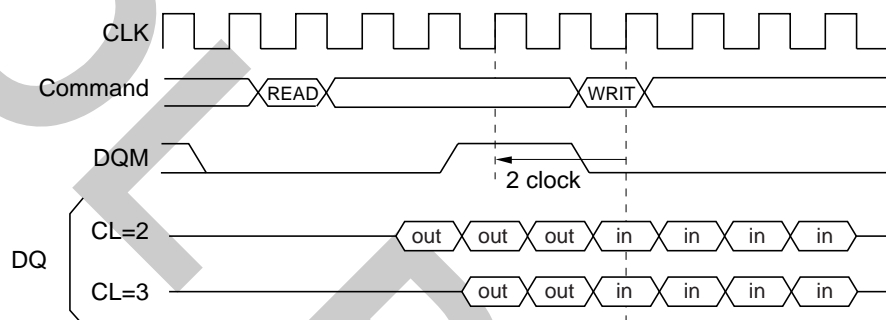 CLK
Command READ WRIT
DQM
2 clock
CL=2 out out out in in in in
DQ
CL=3 out out in in in in